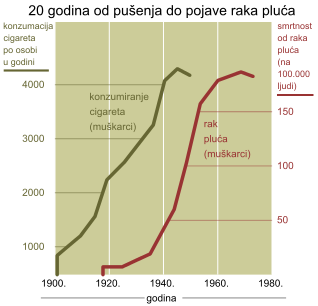 20 godina od pušenja do pojave raka pluća
konzumacija
cigareta
po osobi
u godini
smrtnost
od raka
pluća
(na
100.000
ljudi)
4000
3000
2000
1000
konzumiranje
cigareta
(muškarci)
rak
pluća
(muškarci)
150
100
50
1900. 1920. 1940. 1960. 1980.
godina